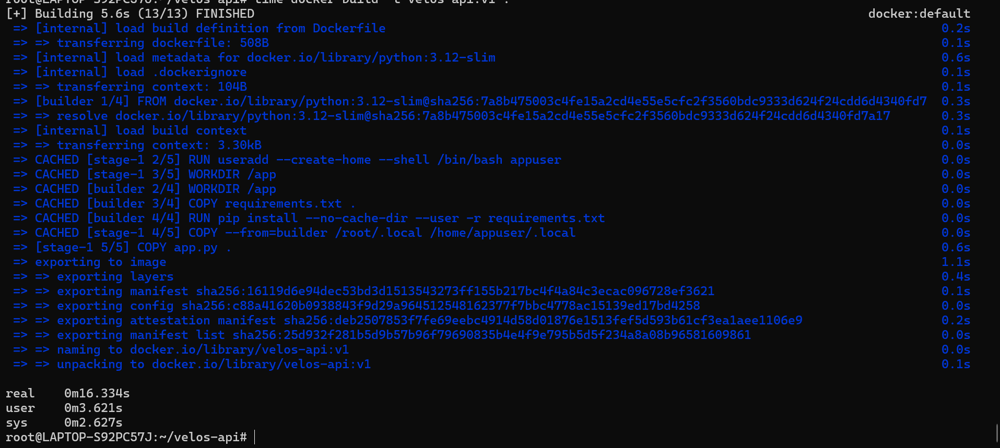 root@LAPTOP-S92PC57J:~/velos-api# time docker build -t velos-api:v1 .
[+] Building 5.6s (13/13) FINISHED docker:default
=> [internal] load build definition from Dockerfile 0.2s
=> => transferring dockerfile: 508B 0.1s
=> [internal] load metadata for docker.io/library/python:3.12-slim 0.6s
=> [internal] load .dockerignore 0.1s
=> => transferring context: 104B 0.1s
=> [builder 1/4] FROM docker.io/library/python:3.12-slim@sha256:7a8b475003c4fe15a2cd4e55e5cfc2f3560bdc9333d624f24cdd6d4340fd7 0.3s
=> => resolve docker.io/library/python:3.12-slim@sha256:7a8b475003c4fe15a2cd4e55e5cfc2f3560bdc9333d624f24cdd6d4340fd7a17 0.3s
=> [internal] load build context 0.1s
=> => transferring context: 3.30kB 0.0s
=> CACHED [stage-1 2/5] RUN useradd --create-home --shell /bin/bash appuser 0.0s
=> CACHED [stage-1 3/5] WORKDIR /app 0.0s
=> CACHED [builder 2/4] WORKDIR /app 0.0s
=> CACHED [builder 3/4] COPY requirements.txt . 0.0s
=> CACHED [builder 4/4] RUN pip install --no-cache-dir --user -r requirements.txt 0.0s
=> CACHED [stage-1 4/5] COPY --from=builder /root/.local /home/appuser/.local 0.0s
=> [stage-1 5/5] COPY app.py . 0.6s
=> exporting to image 1.1s
=> => exporting layers 0.4s
=> => exporting manifest sha256:16119d6e94dec53bd3d1513543273ff155b217bc4f4a84c3ecac096728ef3621 0.1s
=> => exporting config sha256:c88a41620b0938843f9d29a964512548162377f7bbc4778ac15139ed17bd4258 0.0s
=> => exporting attestation manifest sha256:deb2507853f7fe69eebc4914d58d01876e1513fef5d593b61cf3ea1aee1106e9 0.2s
=> => exporting manifest list sha256:25d932f281b5d9b57b96f79690835b4e4f9e795b5d5f234a8a08b96581609861 0.0s
=> => naming to docker.io/library/velos-api:v1 0.0s
=> => unpacking to docker.io/library/velos-api:v1 0.1s
real 0m16.334s
user 0m3.621s
sys 0m2.627s
root@LAPTOP-S92PC57J:~/velos-api#